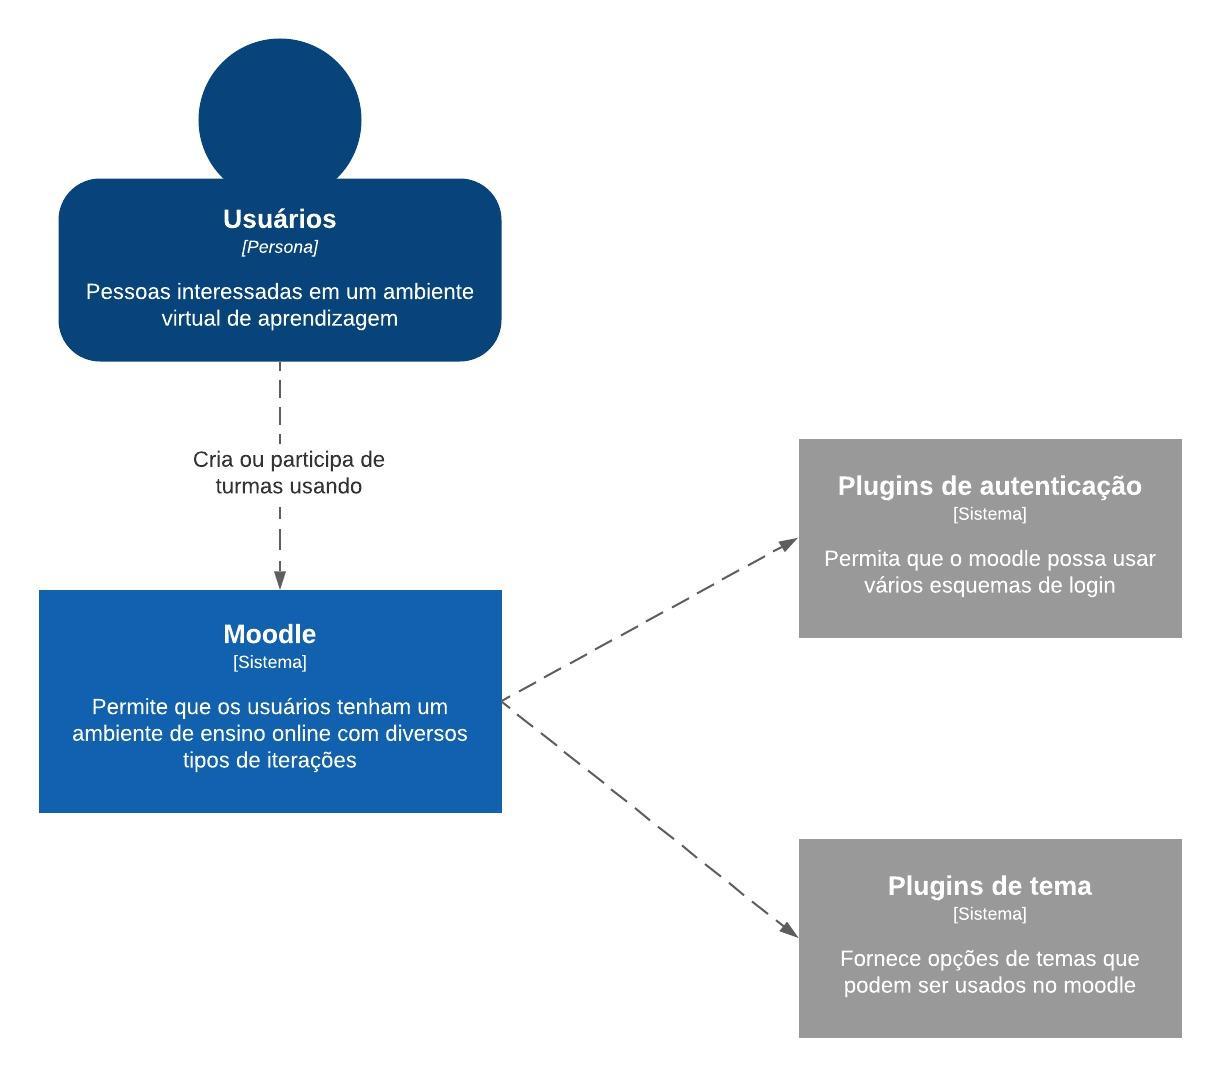 Usuários
[Persona]
Pessoas interessadas em um ambiente
virtual de aprendizagem
Cria ou participa de
turmas usando
Moodle
[Sistema]
Permite que os usuários tenham um
ambiente de ensino online com diversos
tipos de iterações
Plugins de autenticação
[Sistema]
Permita que o moodle possa usar
vários esquemas de login
Plugins de tema
[Sistema]
Fornece opções de temas que
podem ser usados no moodle